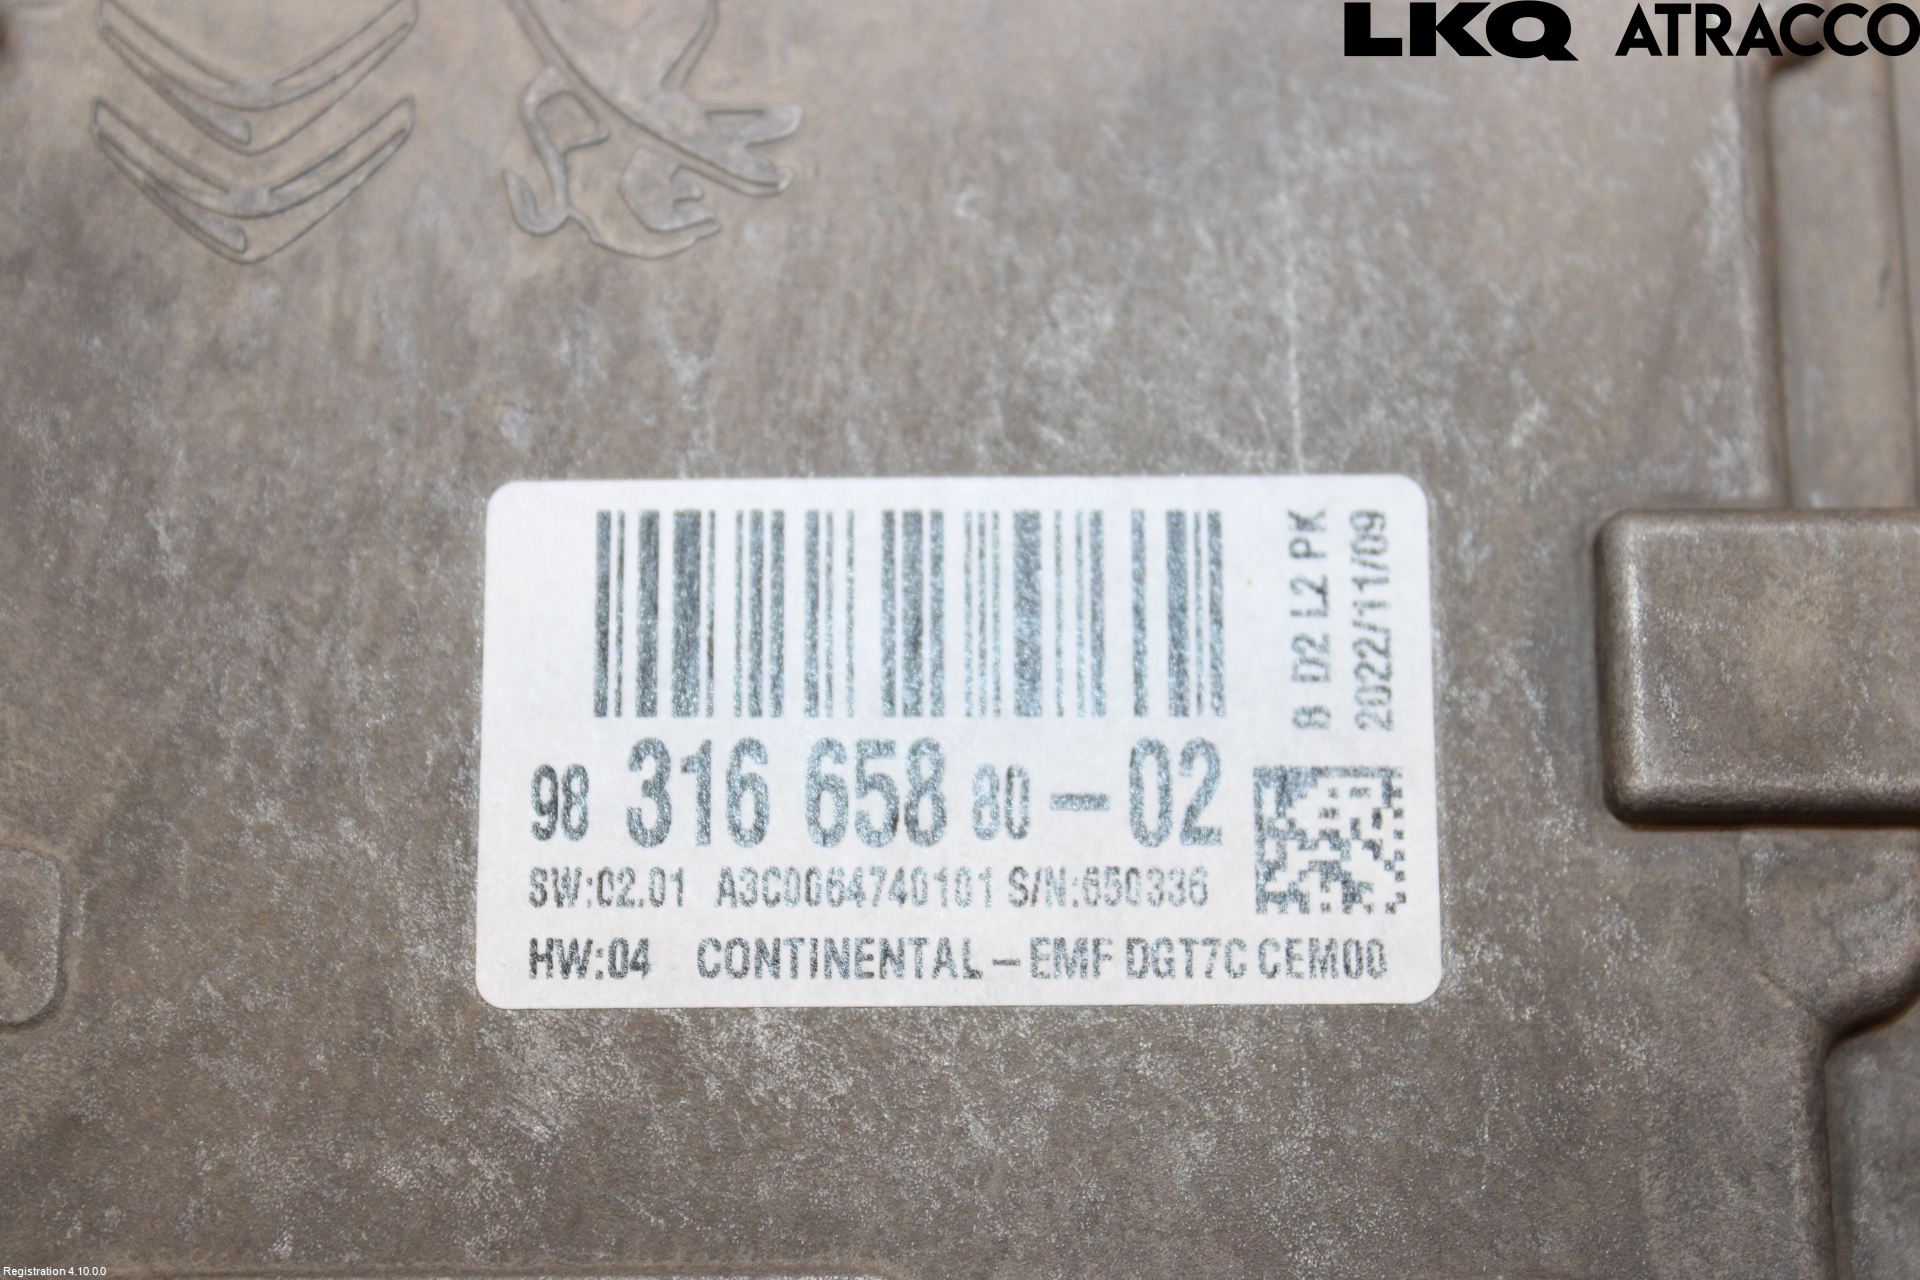 LKQ ATRACCO
8 D2 L2 PK
2022/11/09
98 316 658 80-02
SW:02.01 A3C0064740101 S/N:650336
HW:04 CONTINENTAL-EMF DGT7C CEM00
Registration 4.10.0.0